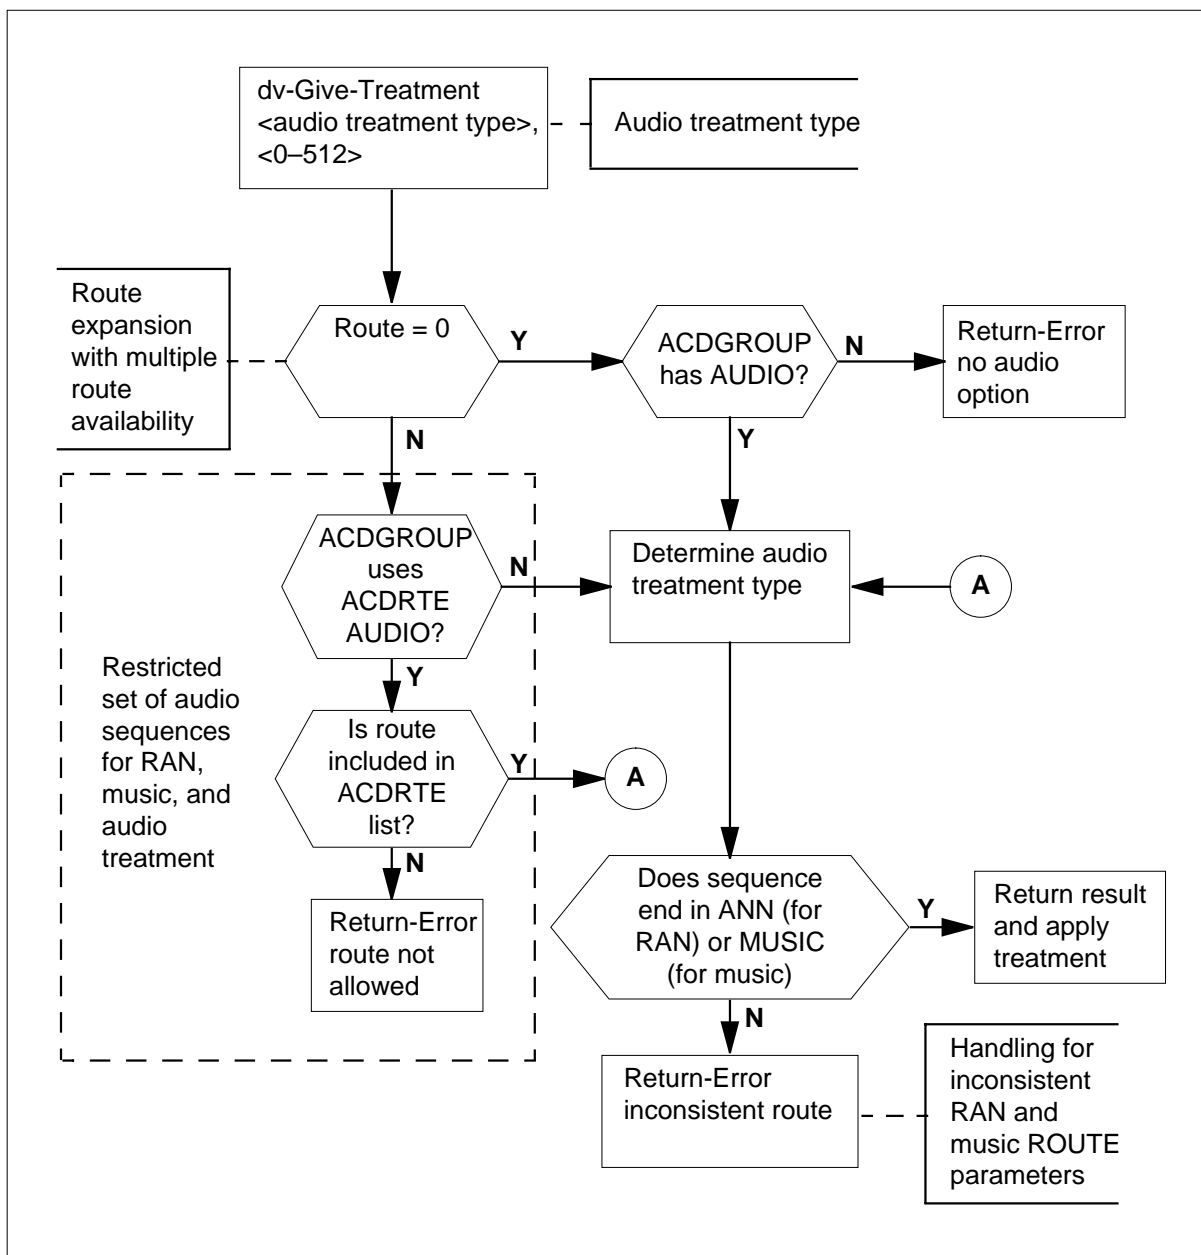 dv-Give-Treatment
<audio treatment type>,
<0–512>
Audio treatment type
Route
expansion
with multiple
route
availability
Route = 0
Y
ACDGROUP
has AUDIO?
N
Return-Error
no audio
option
N
Y
ACDGROUP
uses
ACDRTE
AUDIO?
N
Determine audio
treatment type
A
Y
Restricted
set of audio
sequences
for RAN,
music, and
audio
treatment
Is route
included in
ACDRTE
list?
Y
A
N
Return-Error
route not
allowed
Does sequence
end in ANN (for
RAN) or MUSIC
(for music)
Y
Return result
and apply
treatment
N
Return-Error
inconsistent route
Handling for
inconsistent
RAN and
music ROUTE
parameters